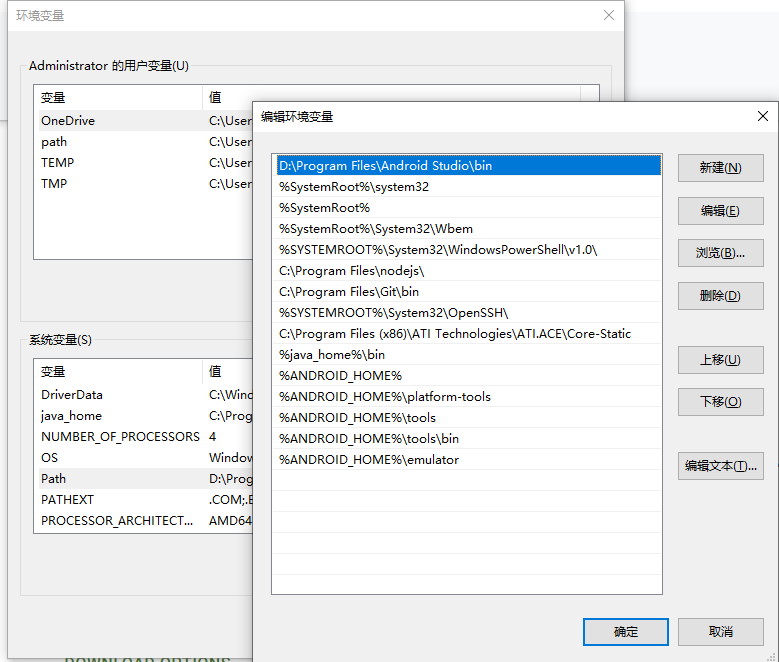 环境变量
Administrator 的用户变量(U)
变量 值
OneDrive C:\User
path C:\User
TEMP C:\User
TMP C:\User
系统变量(S)
变量 值
DriverData C:\Wind
java_home C:\Prog
NUMBER_OF_PROCESSORS 4
OS Window
Path D:\Prog
PATHEXT .COM;.E
PROCESSOR_ARCHITECT... AMD64
编辑环境变量
D:\Program Files\Android Studio\bin
%SystemRoot%\system32
%SystemRoot%
%SystemRoot%\System32\Wbem
%SYSTEMROOT%\System32\WindowsPowerShell\v1.0\
C:\Program Files\nodejs\
C:\Program Files\Git\bin
%SYSTEMROOT%\System32\OpenSSH\
C:\Program Files (x86)\ATI Technologies\ATI.ACE\Core-Static
%java_home%\bin
%ANDROID_HOME%
%ANDROID_HOME%\platform-tools
%ANDROID_HOME%\tools
%ANDROID_HOME%\tools\bin
%ANDROID_HOME%\emulator
新建(N)
编辑(E)
浏览(B)...
删除(D)
上移(U)
下移(O)
编辑文本(T)...
确定 取消
DOWNLOAD OPTIONS